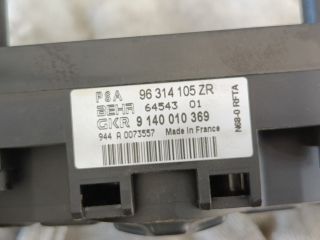 PSA 96 314 105 ZR
BEHR 64543 01
GKR 9 140 010 369
944 A 0073557 Made in France
NGB-0 RFTA